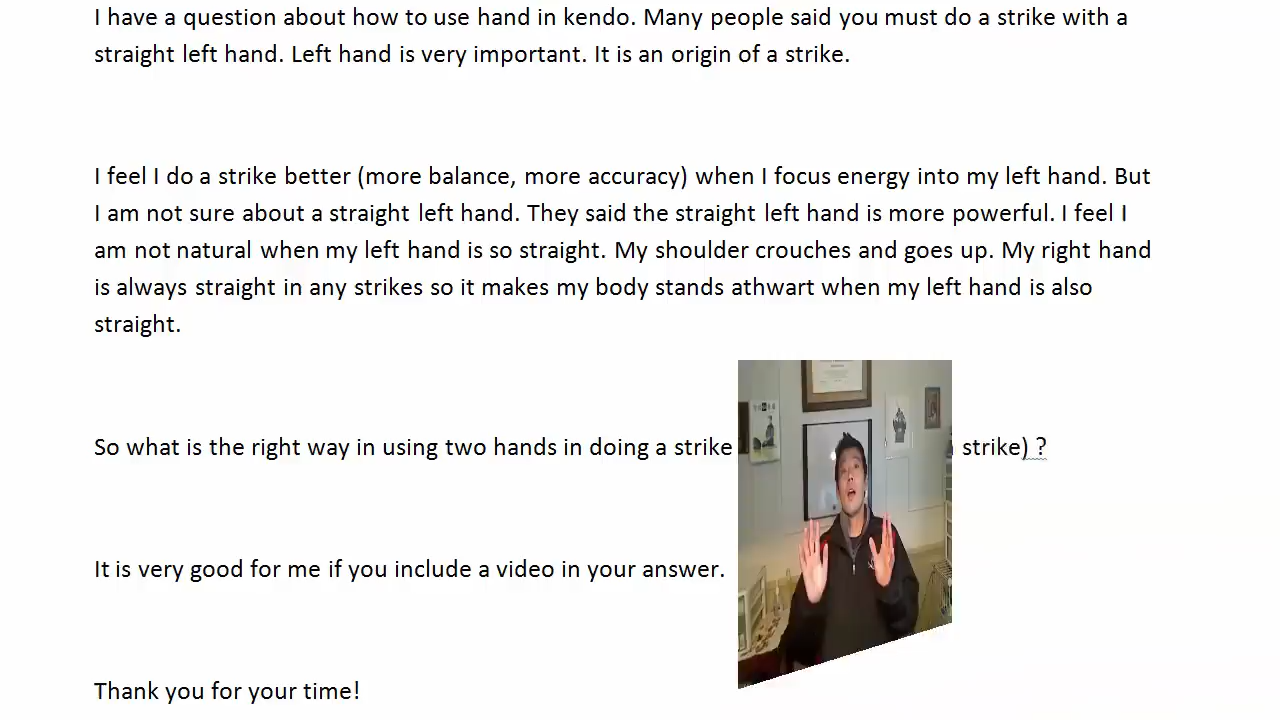 I have a question about how to use hand in kendo. Many people said you must do a strike with a
straight left hand. Left hand is very important. It is an origin of a strike.
I feel I do a strike better (more balance, more accuracy) when I focus energy into my left hand. But
I am not sure about a straight left hand. They said the straight left hand is more powerful. I feel I
am not natural when my left hand is so straight. My shoulder crouches and goes up. My right hand
is always straight in any strikes so it makes my body stands athwart when my left hand is also
straight.
So what is the right way in using two hands in doing a strike strike) ?
It is very good for me if you include a video in your answer.
Thank you for your time!